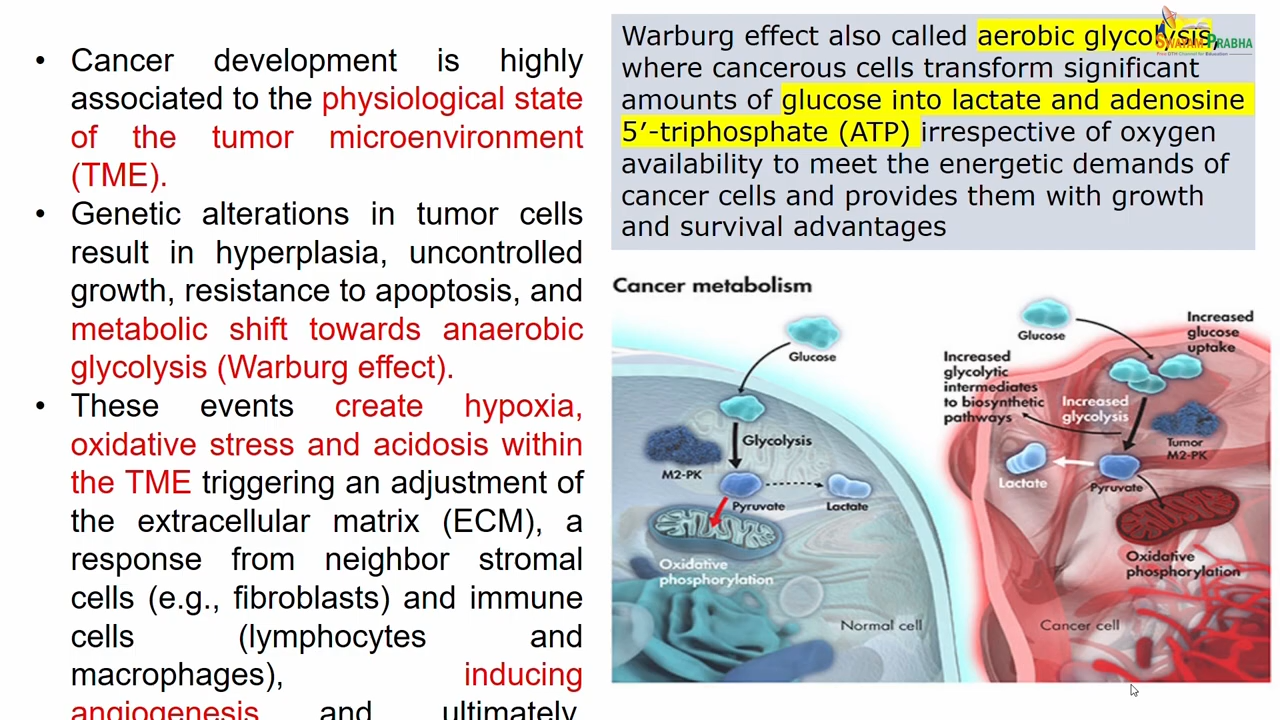 • Cancer development is highly
associated to the physiological state
of the tumor microenvironment
(TME).
• Genetic alterations in tumor cells
result in hyperplasia, uncontrolled
growth, resistance to apoptosis, and
metabolic shift towards anaerobic
glycolysis (Warburg effect).
• These events create hypoxia,
oxidative stress and acidosis within
the TME triggering an adjustment of
the extracellular matrix (ECM), a
response from neighbor stromal
cells (e.g., fibroblasts) and immune
cells (lymphocytes and
macrophages), inducing
angiogenesis and ultimately,
SWAYAM PRABHA
Warburg effect also called aerobic glycolysis,
where cancerous cells transform significant
amounts of glucose into lactate and adenosine
5′-triphosphate (ATP) irrespective of oxygen
availability to meet the energetic demands of
cancer cells and provides them with growth
and survival advantages
Cancer metabolism
Glucose
Glycolysis
M2-PK
Pyruvate
Lactate
Oxidative
phosphorylation
Normal cell
Glucose
Increased
glucose
uptake
Increased
glycolytic
intermediates
to biosynthetic
pathways
Increased
glycolysis
Tumor
M2-PK
Lactate
Pyruvate
Oxidative
phosphorylation
Cancer cell